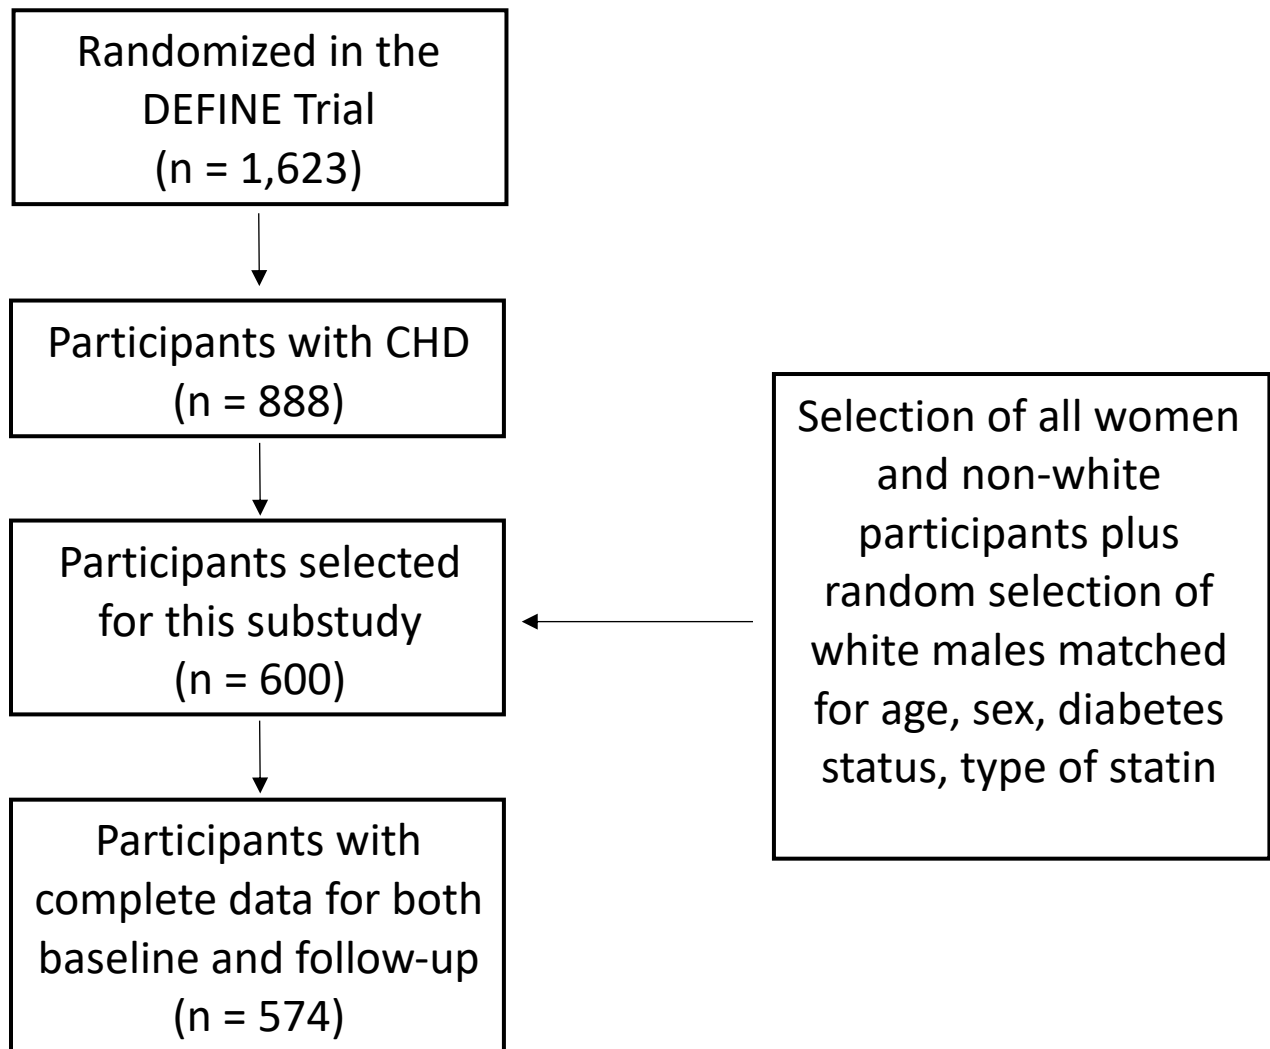 Randomized in the
DEFINE Trial
(n = 1,623)
Participants with CHD
(n = 888)
Participants selected
for this substudy
(n = 600)
Selection of all women
and non-white
participants plus
random selection of
white males matched
for age, sex, diabetes
status, type of statin
Participants with
complete data for both
baseline and follow-up
(n = 574)